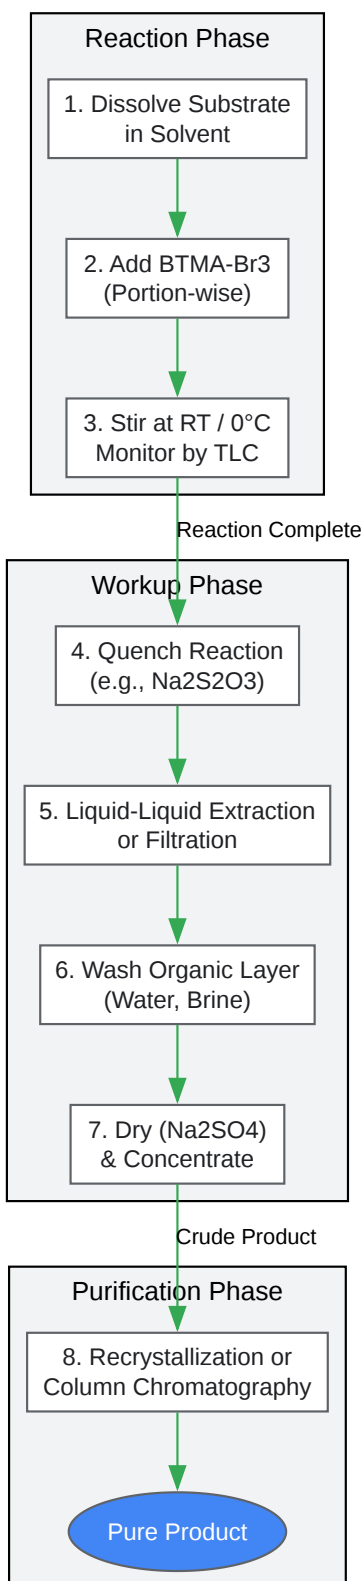 Reaction Phase
1. Dissolve Substrate
in Solvent
2. Add BTMA-Br3
(Portion-wise)
3. Stir at RT / 0°C
Monitor by TLC
Reaction Complete
Workup Phase
4. Quench Reaction
(e.g., Na2S2O3)
5. Liquid-Liquid Extraction
or Filtration
6. Wash Organic Layer
(Water, Brine)
7. Dry (Na2SO4)
& Concentrate
Crude Product
Purification Phase
8. Recrystallization or
Column Chromatography
Pure Product